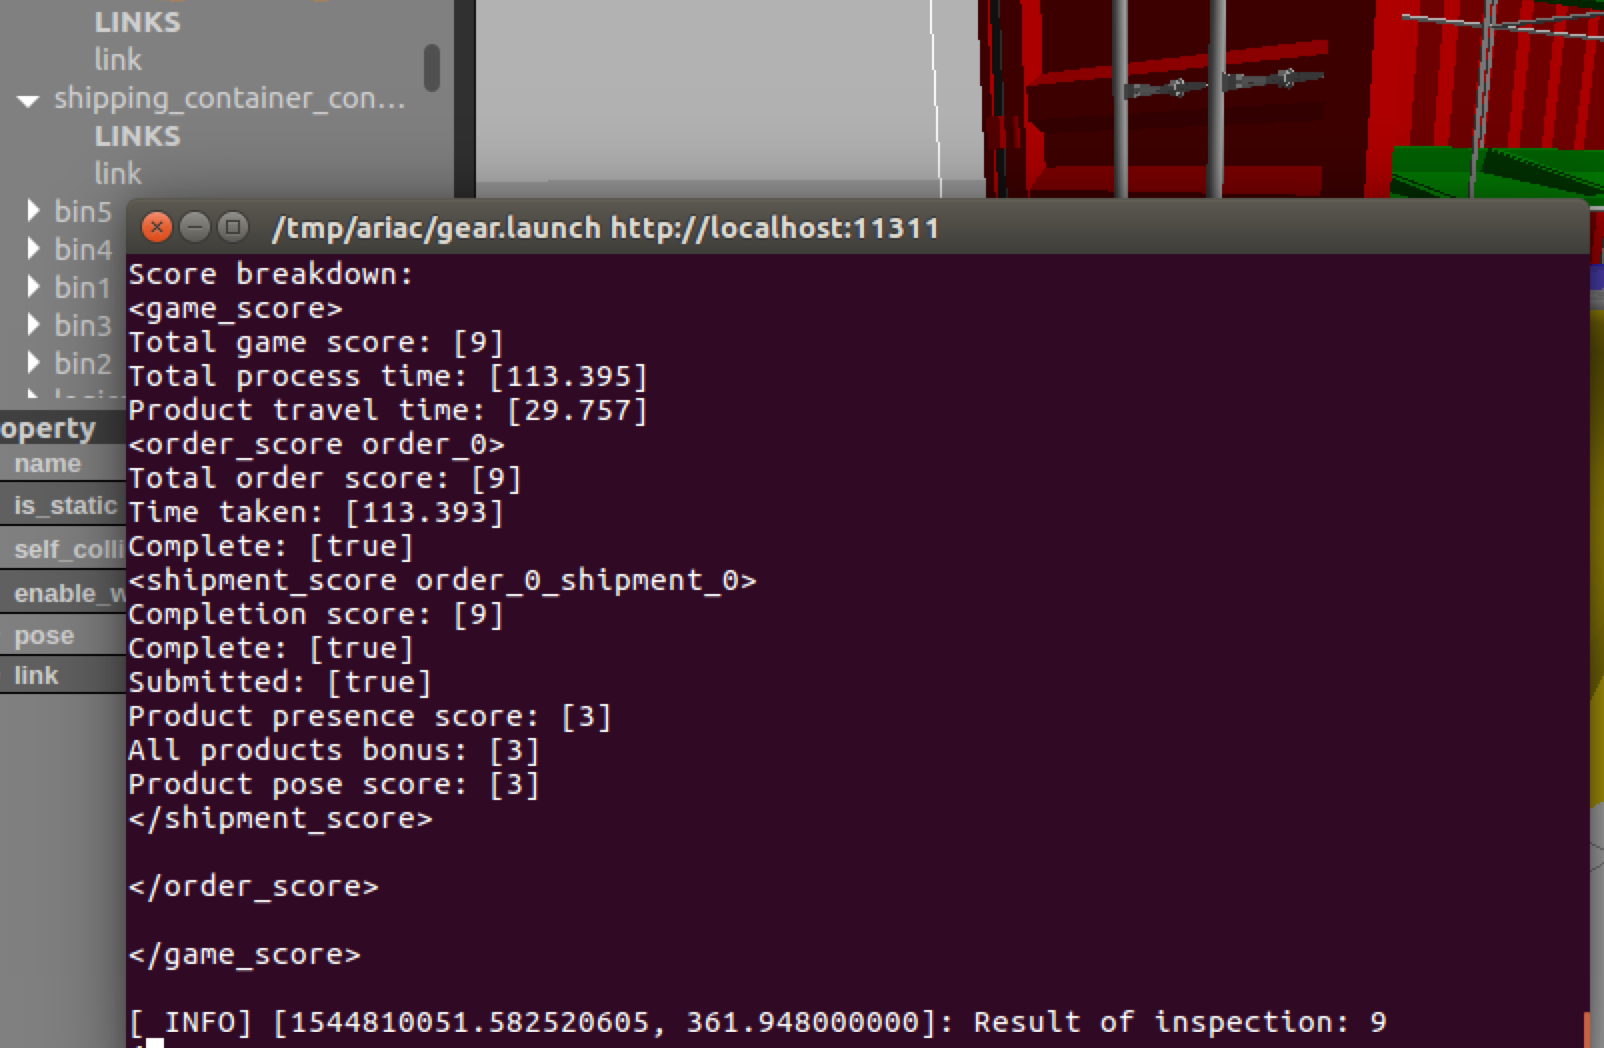 LINKS
link
shipping_container_con...
LINKS
link
bin5
bin4
bin1
bin3
bin2
operty
name
is_static
self_colli
enable_w
pose
link
/tmp/ariac/gear.launch http://localhost:11311
Score breakdown:
<game_score>
Total game score: [9]
Total process time: [113.395]
Product travel time: [29.757]
<order_score order_0>
Total order score: [9]
Time taken: [113.393]
Complete: [true]
<shipment_score order_0_shipment_0>
Completion score: [9]
Complete: [true]
Submitted: [true]
Product presence score: [3]
All products bonus: [3]
Product pose score: [3]
</shipment_score>
</order_score>
</game_score>
[ INFO] [1544810051.582520605, 361.948000000]: Result of inspection: 9